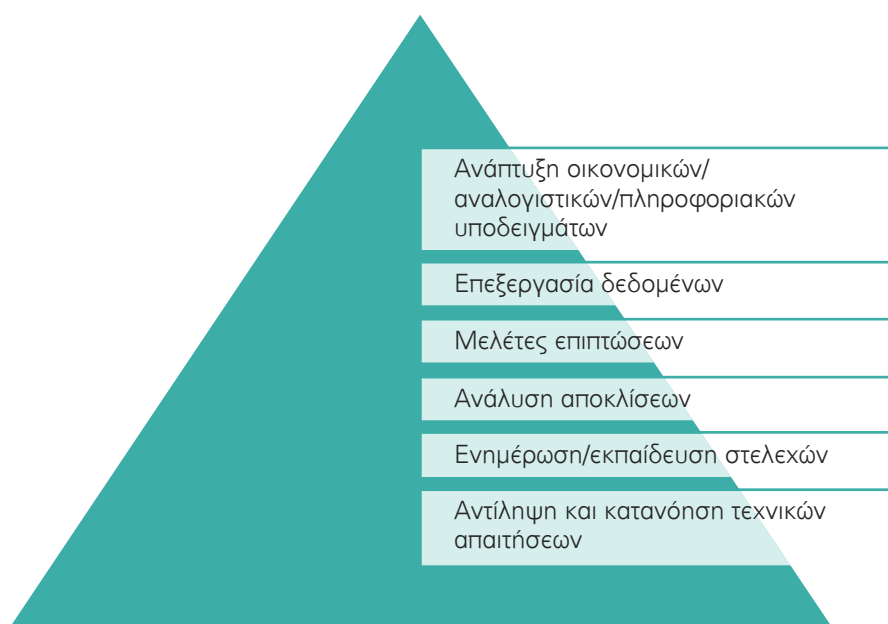 Ανάπτυξη οικονομικών/
αναλογιστικών/πληροφοριακών
υποδειγμάτων
Επεξεργασία δεδομένων
Μελέτες επιπτώσεων
Ανάλυση αποκλίσεων
Ενημέρωση/εκπαίδευση στελεχών
Αντίληψη και κατανόηση τεχνικών
απαιτήσεων